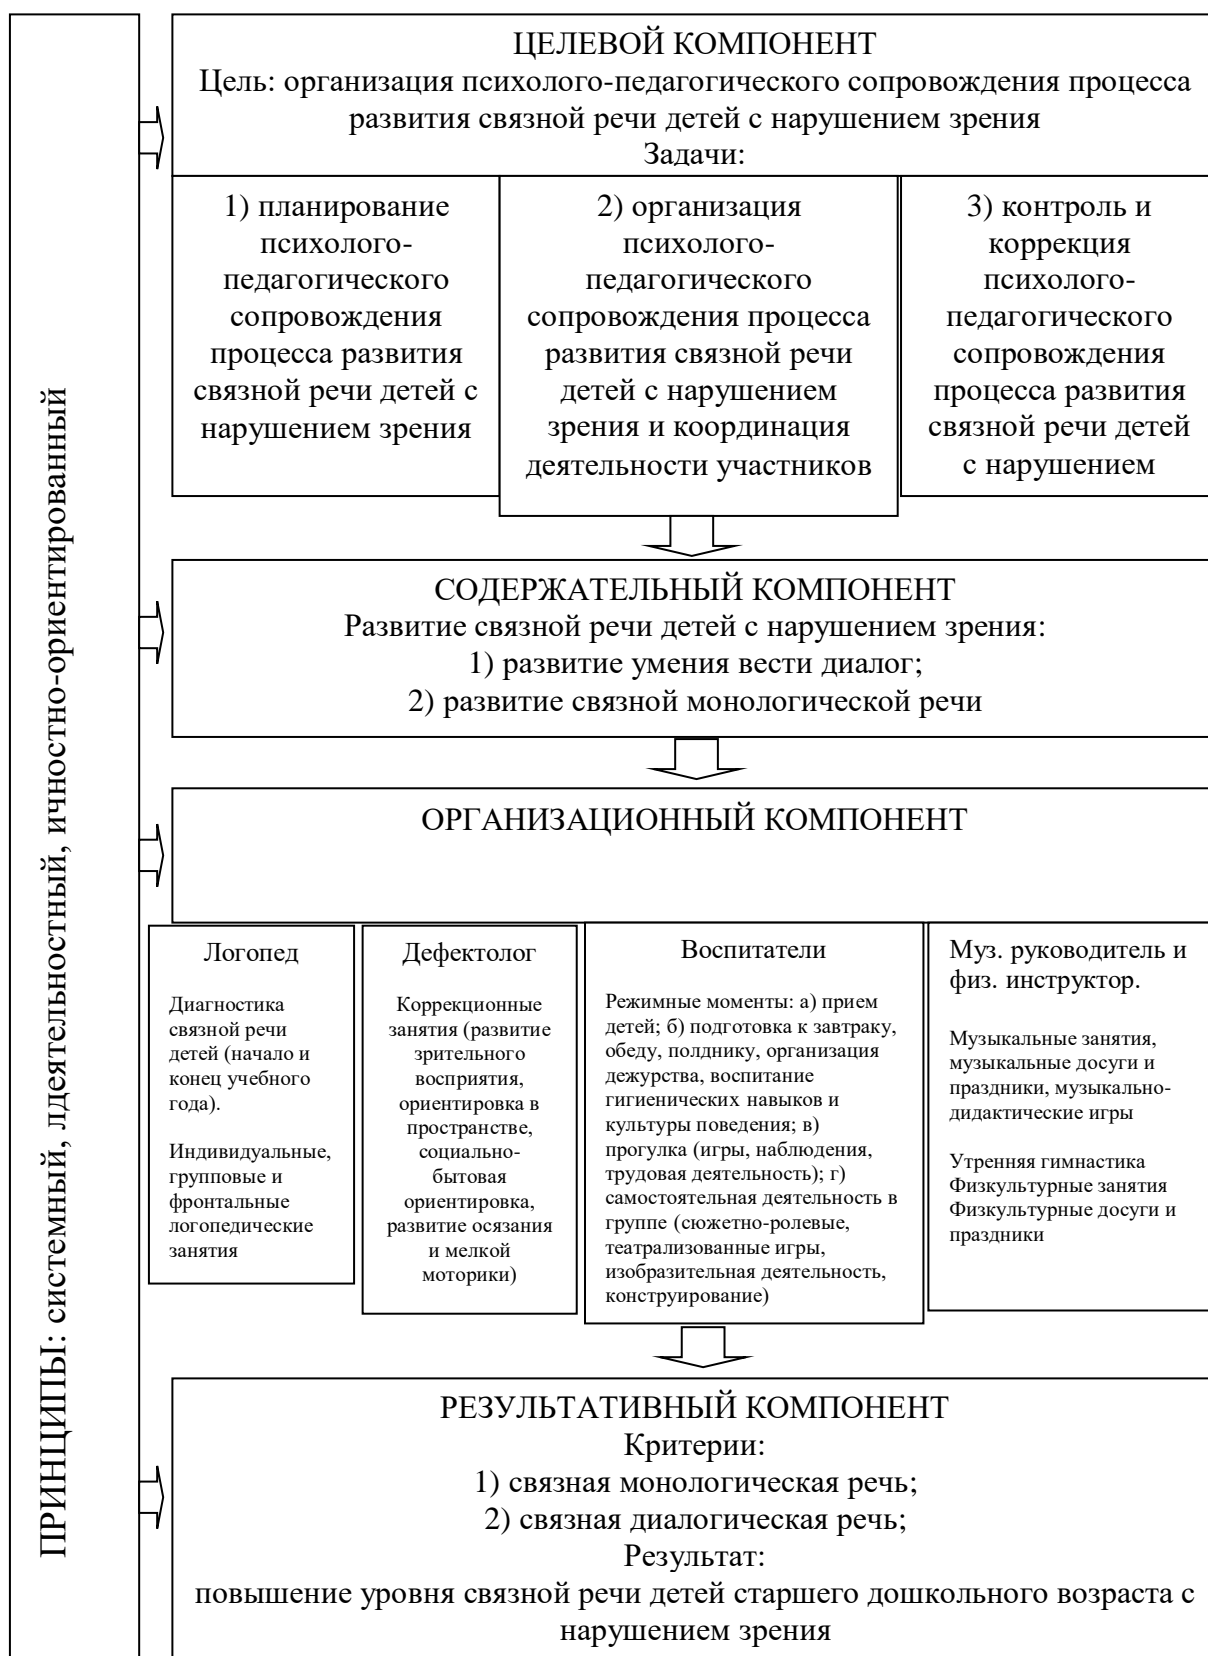 ПРИНЦИПЫ: системный, лдеятельностный, ичностно-ориентированный
ЦЕЛЕВОЙ КОМПОНЕНТ
Цель: организация психолого-педагогического сопровождения процесса
развития связной речи детей с нарушением зрения
Задачи:
1) планирование
психолого-
педагогического
сопровождения
процесса развития
связной речи детей с
нарушением зрения
2) организация
психолого-
педагогического
сопровождения процесса
развития связной речи
детей с нарушением
зрения и координация
деятельности участников
3) контроль и
коррекция
психолого-
педагогического
сопровождения
процесса развития
связной речи детей
с нарушением
СОДЕРЖАТЕЛЬНЫЙ КОМПОНЕНТ
Развитие связной речи детей с нарушением зрения:
1) развитие умения вести диалог;
2) развитие связной монологической речи
ОРГАНИЗАЦИОННЫЙ КОМПОНЕНТ
Логопед
Диагностика
связной речи
детей (начало и
конец учебного
года).
Индивидуальные,
групповые и
фронтальные
логопедические
занятия
Дефектолог
Коррекционные
занятия (развитие
зрительного
восприятия,
ориентировка в
пространстве,
социально-
бытовая
ориентировка,
развитие осязания
и мелкой
моторики)
Воспитатели
Режимные моменты: а) прием
детей; б) подготовка к завтраку,
обеду, полднику, организация
дежурства, воспитание
гигиенических навыков и
культуры поведения; в)
прогулка (игры, наблюдения,
трудовая деятельность); г)
самостоятельная деятельность в
группе (сюжетно-ролевые,
театрализованные игры,
изобразительная деятельность,
конструирование)
Муз. руководитель и
физ. инструктор.
Музыкальные занятия,
музыкальные досуги и
праздники, музыкально-
дидактические игры
Утренняя гимнастика
Физкультурные занятия
Физкультурные досуги и
праздники
РЕЗУЛЬТАТИВНЫЙ КОМПОНЕНТ
Критерии:
1) связная монологическая речь;
2) связная диалогическая речь;
Результат:
повышение уровня связной речи детей старшего дошкольного возраста с
нарушением зрения